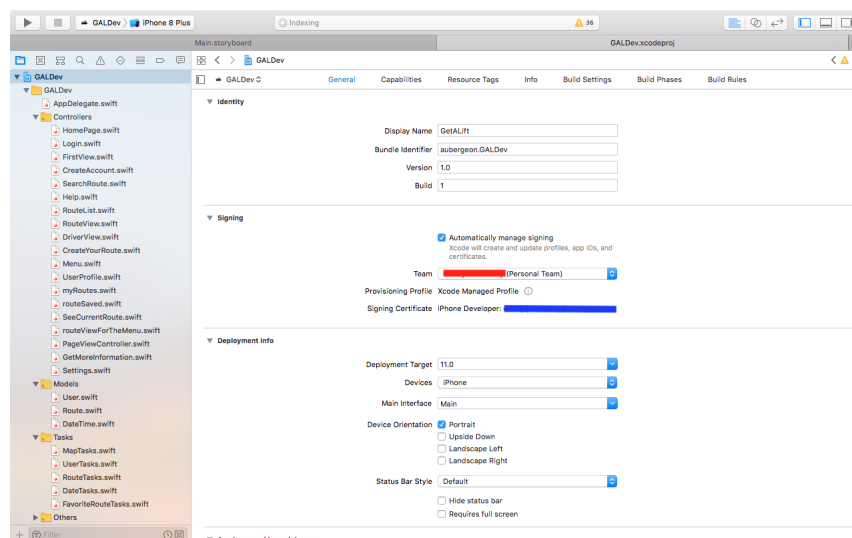 GALDev iPhone 8 Plus Indexing 36
Main.storyboard GALDev.xcodeproj
GALDev
GALDev General Capabilities Resource Tags Info Build Settings Build Phases Build Rules
GALDev
GALDev
AppDelegate.swift
Controllers
HomePage.swift
Login.swift
FirstView.swift
CreateAccount.swift
SearchRoute.swift
Help.swift
RouteList.swift
RouteView.swift
DriverView.swift
CreateYourRoute.swift
Menu.swift
UserProfile.swift
myRoutes.swift
routeSaved.swift
SeeCurrentRoute.swift
routeViewForTheMenu.swift
PageViewController.swift
GetMoreInformation.swift
Settings.swift
Models
User.swift
Route.swift
DateTime.swift
Tasks
MapTasks.swift
UserTasks.swift
RouteTasks.swift
DateTasks.swift
FavoriteRouteTasks.swift
Others
Filter
Identity
Display Name GetALift
Bundle Identifier aubergeon.GALDev
Version 1.0
Build 1
Signing
Automatically manage signing
Xcode will create and update profiles, app IDs, and
certificates.
Team (Personal Team)
Provisioning Profile Xcode Managed Profile
Signing Certificate iPhone Developer:
Deployment Info
Deployment Target 11.0
Devices iPhone
Main Interface Main
Device Orientation Portrait
Upside Down
Landscape Left
Landscape Right
Status Bar Style Default
Hide status bar
Requires full screen